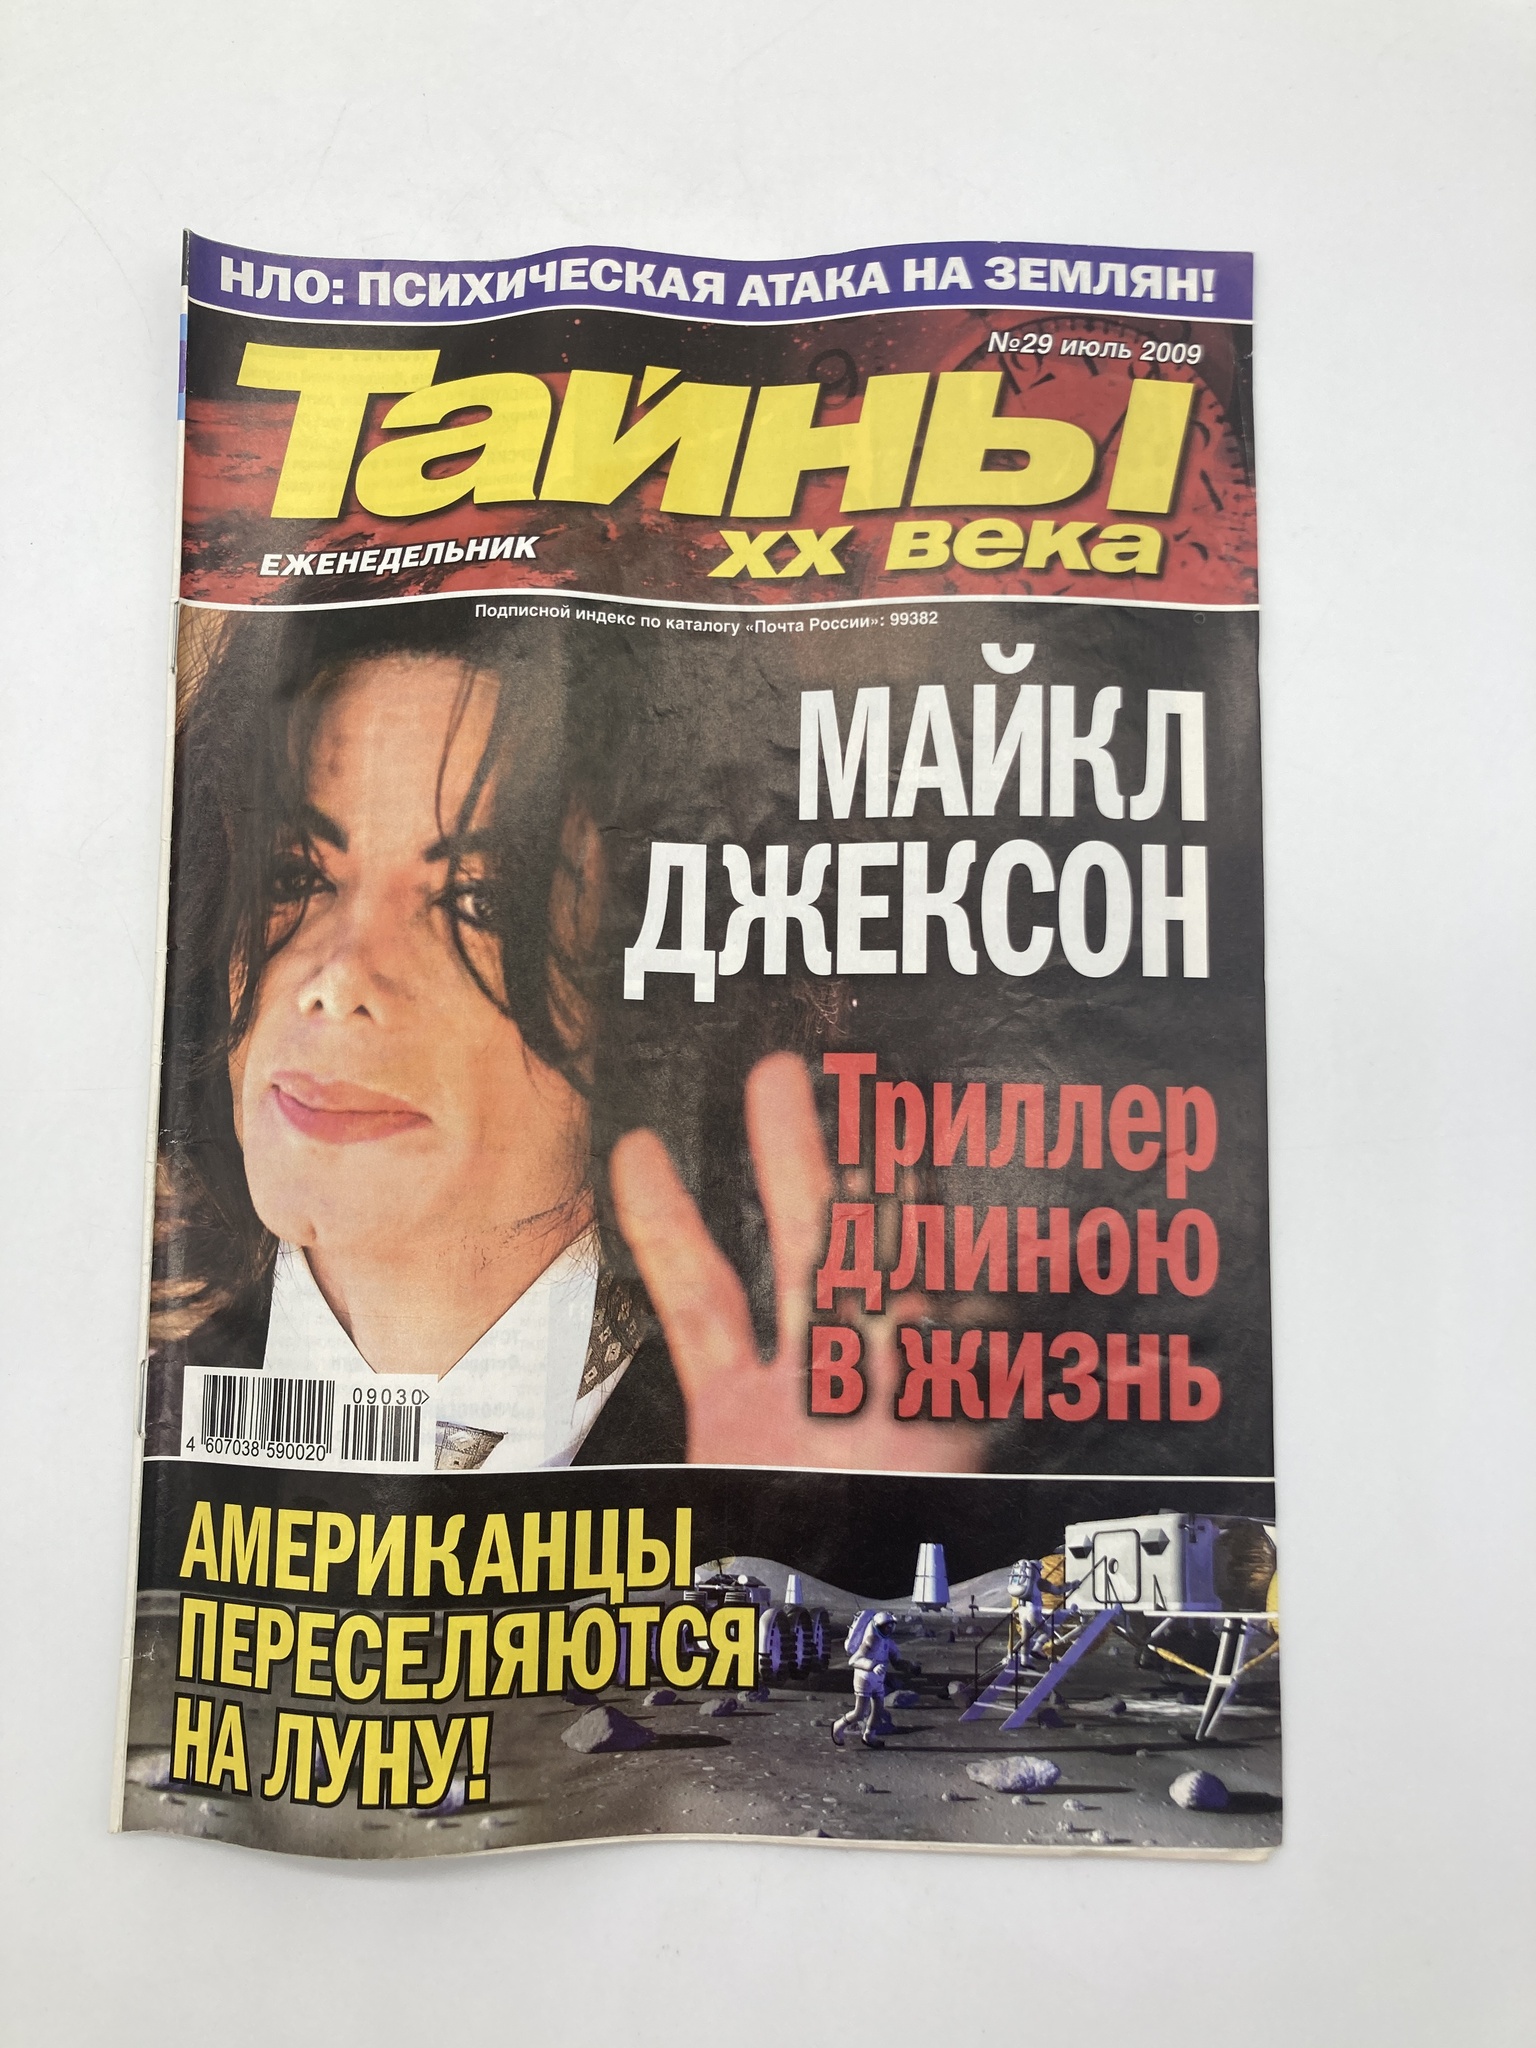 НЛО: ПСИХИЧЕСКАЯ АТАКА НА ЗЕМЛЯН!
№29 июль 2009
Тайны
ХХ века
ЕЖЕНЕДЕЛЬНИК
Подписной индекс по каталогу «Почта России»: 99382
МАЙКЛ
ДЖЕКСОН
Триллер
длиною
в жизнь
09030>
4 607038 590020
АМЕРИКАНЦЫ
ПЕРЕСЕЛЯЮТСЯ
НА ЛУНУ!